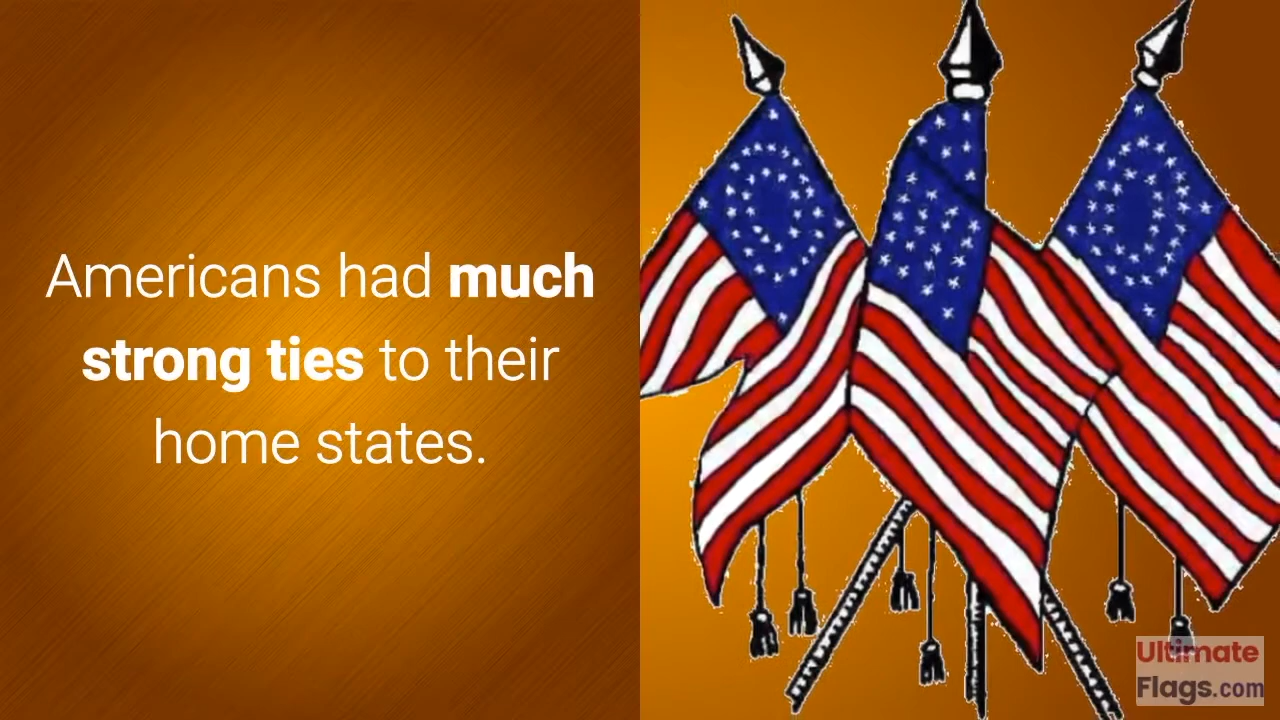 Americans had much
strong ties to their
home states.
Ultimate
Flags.com